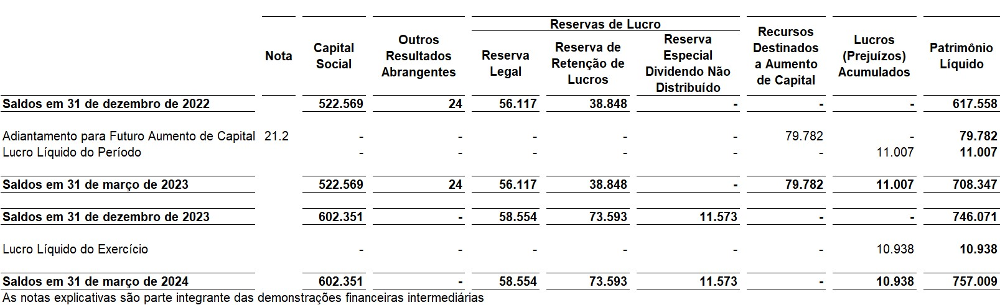 Nota Capital Social Outros Resultados Abrangentes Reservas de Lucro Reserva Legal Reserva de Retenção de Lucros Reserva Especial Dividendo Não Distribuído Recursos Destinados a Aumento de Capital Lucros (Prejuízos) Acumulados Patrimônio Líquido
Saldos em 31 de dezembro de 2022 522.569 24 56.117 38.848 - - - 617.558
Adiantamento para Futuro Aumento de Capital 21.2 - - - - - 79.782 - 79.782
Lucro Líquido do Período - - - - - - 11.007 11.007
Saldos em 31 de março de 2023 522.569 24 56.117 38.848 - 79.782 11.007 708.347
Saldos em 31 de dezembro de 2023 602.351 - 58.554 73.593 11.573 - - 746.071
Lucro Líquido do Exercício - - - - - - 10.938 10.938
Saldos em 31 de março de 2024 602.351 - 58.554 73.593 11.573 - 10.938 757.009
As notas explicativas são parte integrante das demonstrações financeiras intermediárias